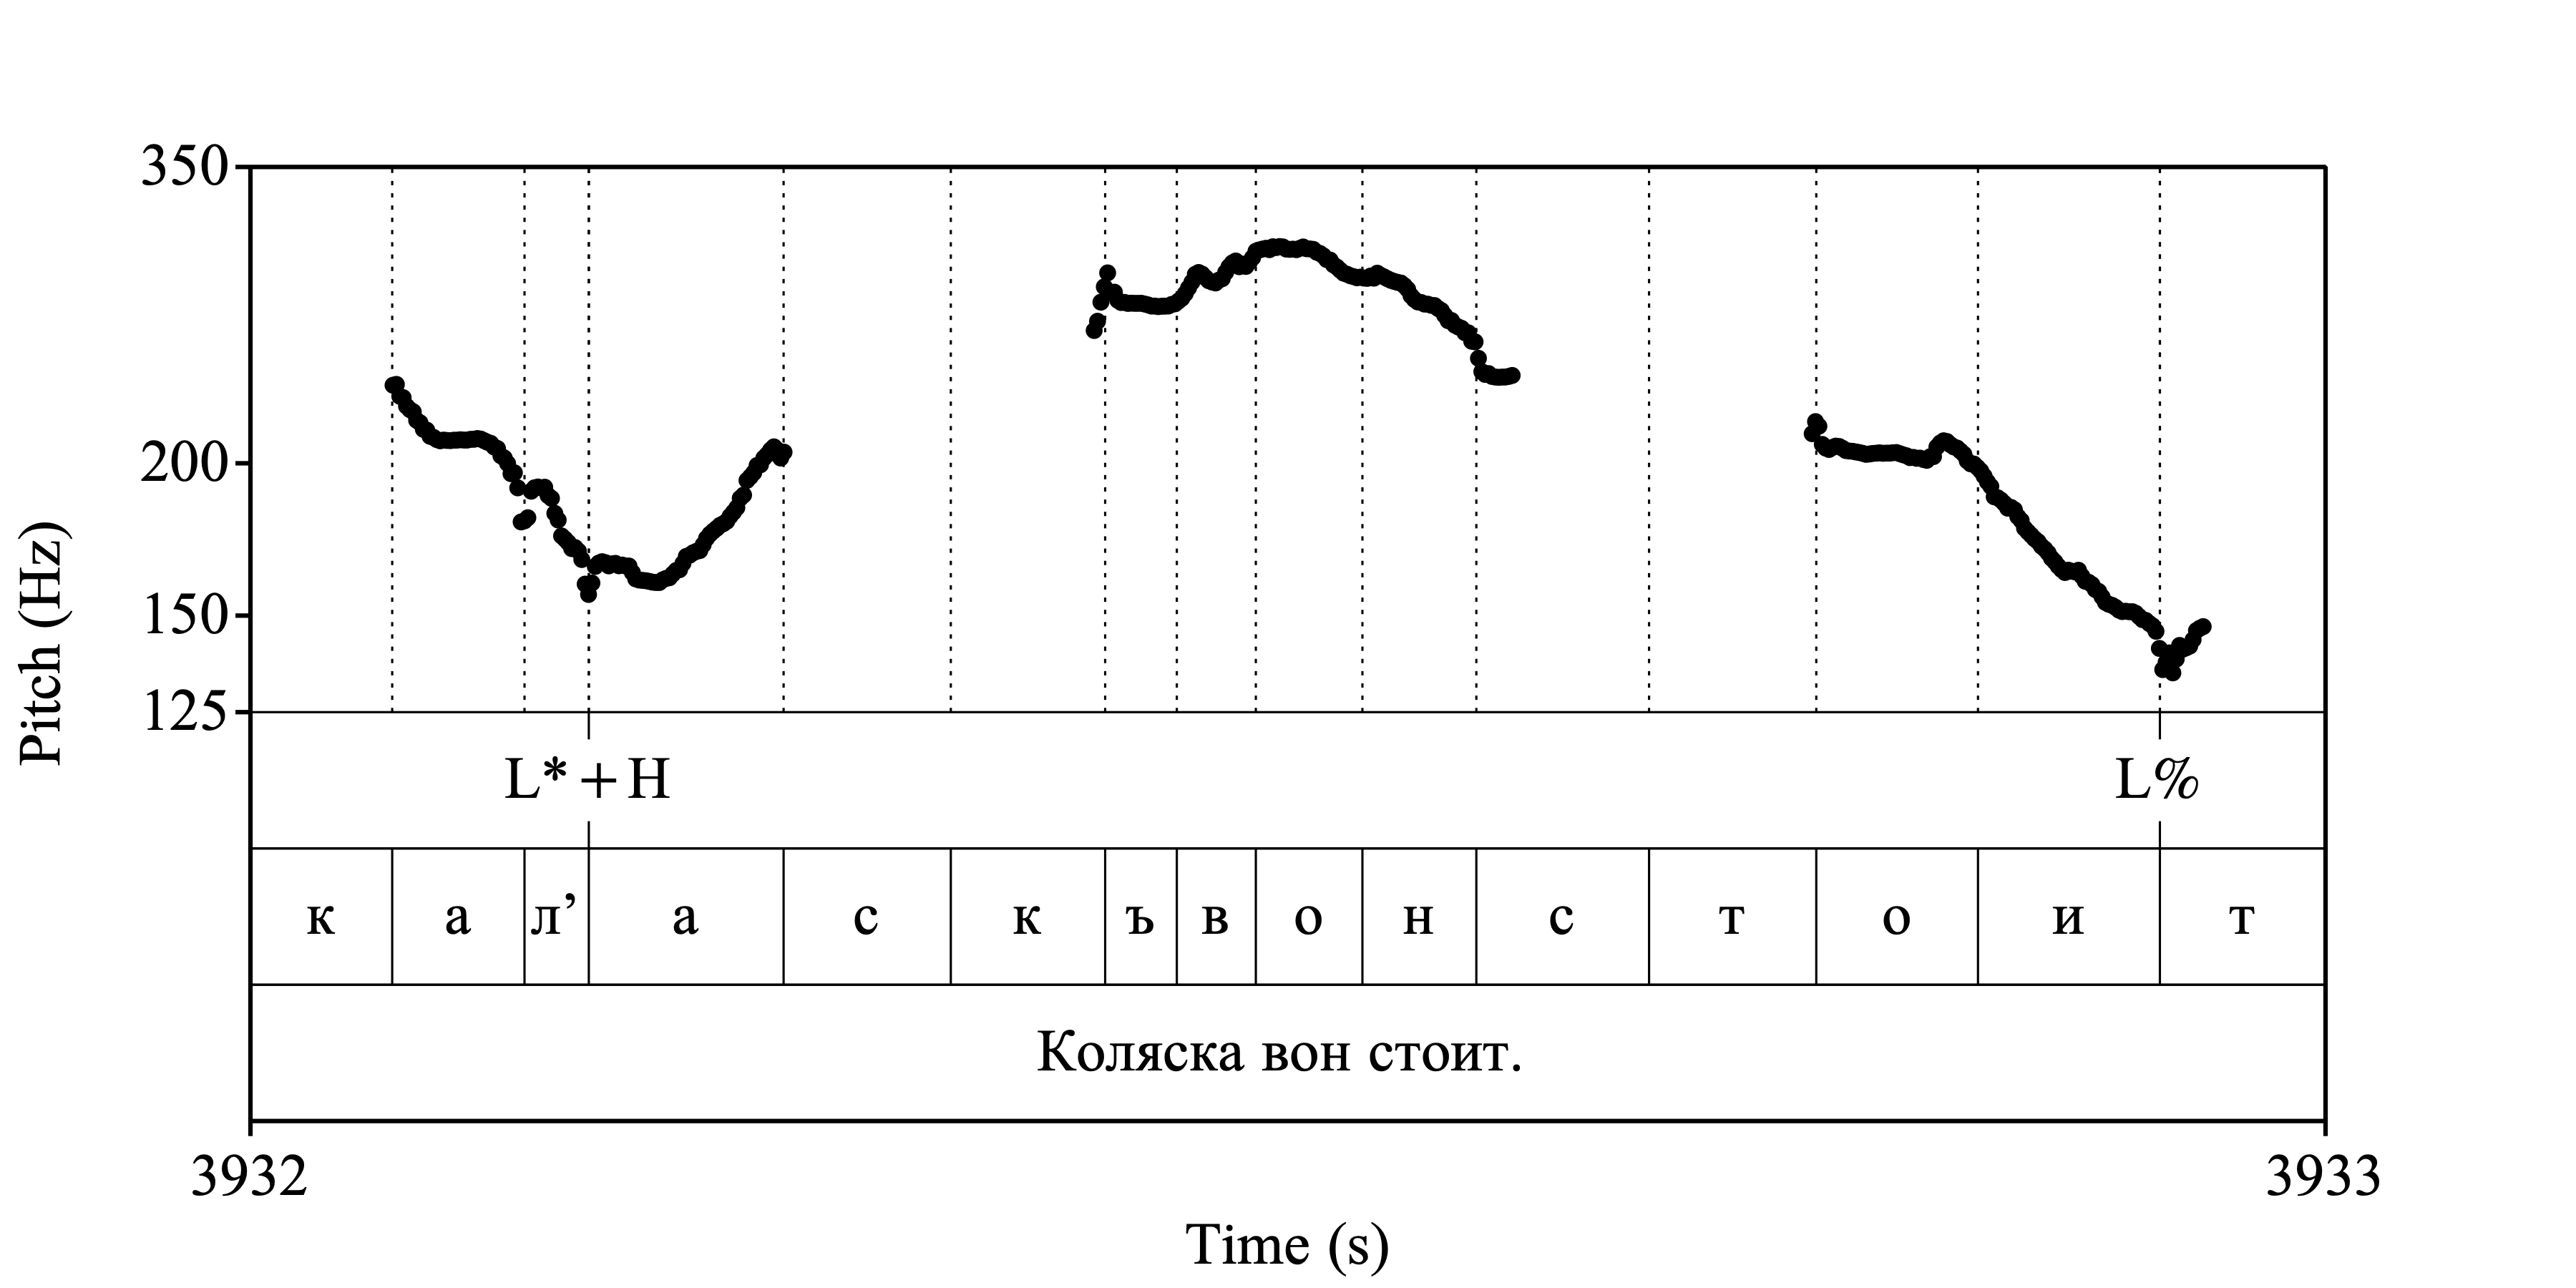 350
200
150
125
Pitch (Hz)
L*+H L%
к а л’ а с к ъ в о н с т о и т
Коляска вон стоит.
3932 3933
Time (s)